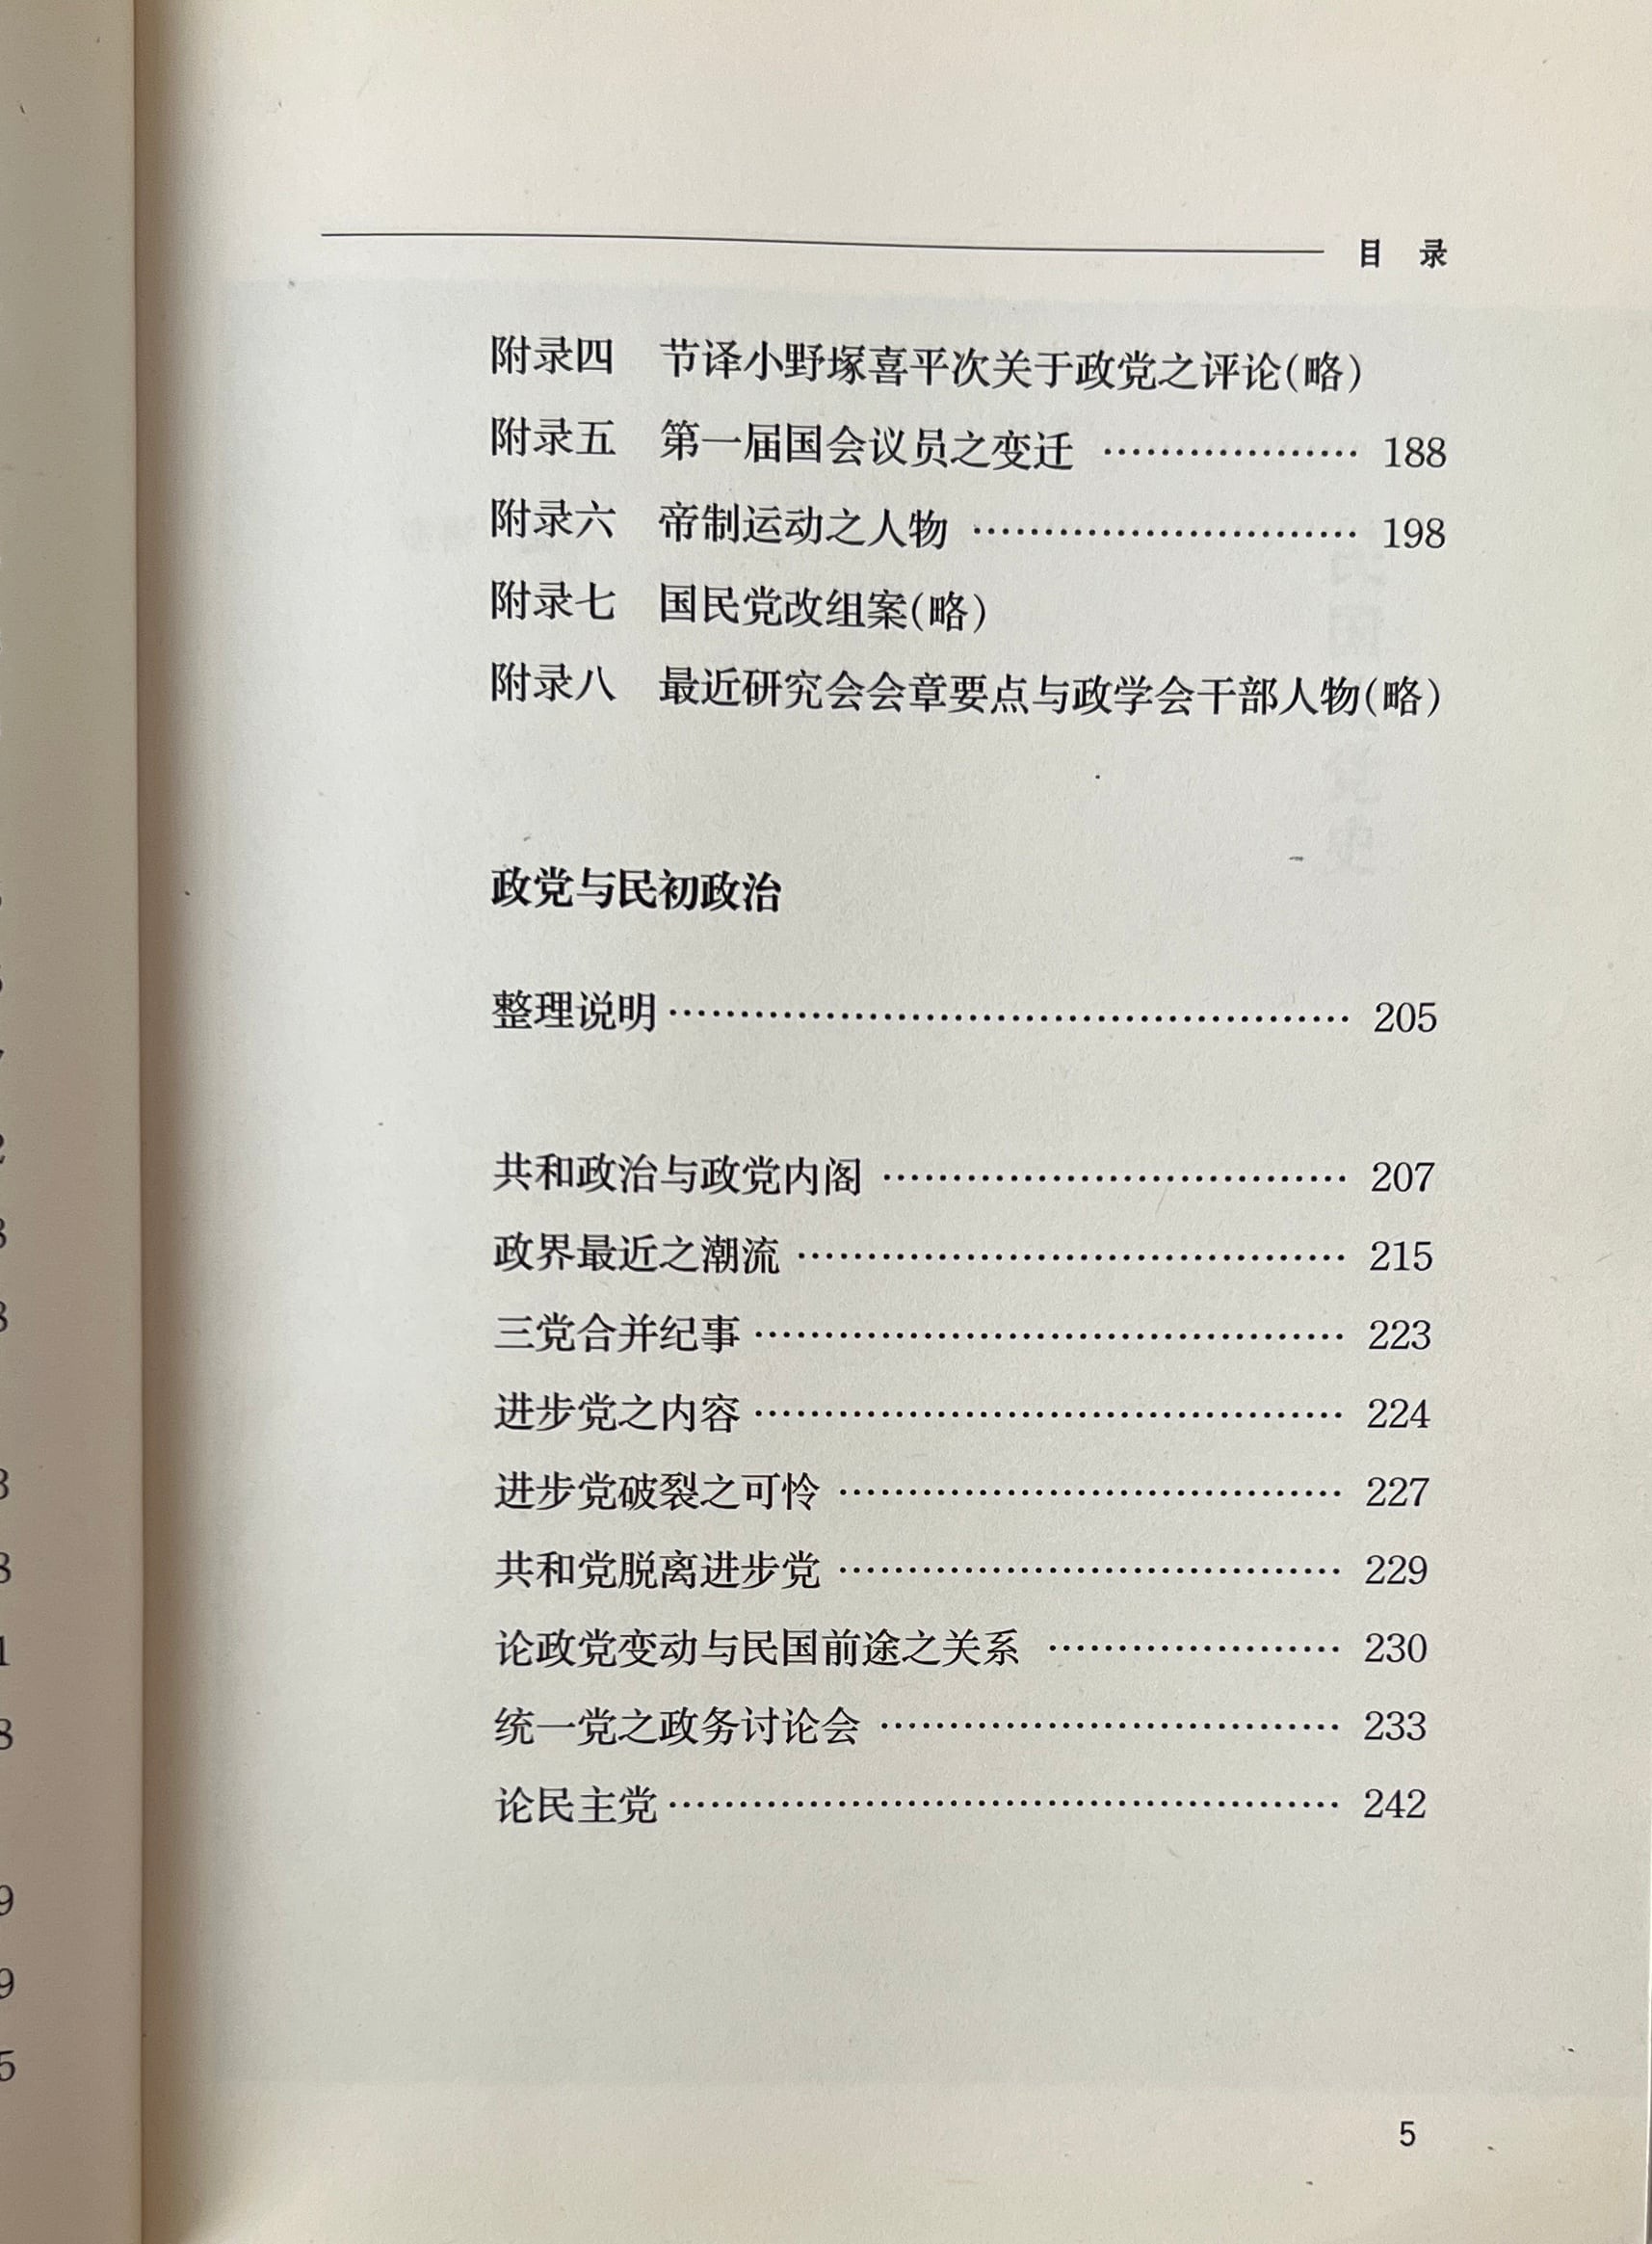 目 录
附录四 节译小野塚喜平次关于政党之评论(略)
附录五 第一届国会议员之变迁 ……………… 188
附录六 帝制运动之人物 ……………………… 198
附录七 国民党改组案(略)
附录八 最近研究会会章要点与政学会干部人物(略)
政党与民初政治
整理说明 ………………………………………… 205
共和政治与政党内阁 …………………………… 207
政界最近之潮流 ………………………………… 215
三党合并纪事 …………………………………… 223
进步党之内容 …………………………………… 224
进步党破裂之可怜 ……………………………… 227
共和党脱离进步党 ……………………………… 229
论政党变动与民国前途之关系 ………………… 230
统一党之政务讨论会 …………………………… 233
论民主党 ………………………………………… 242
5